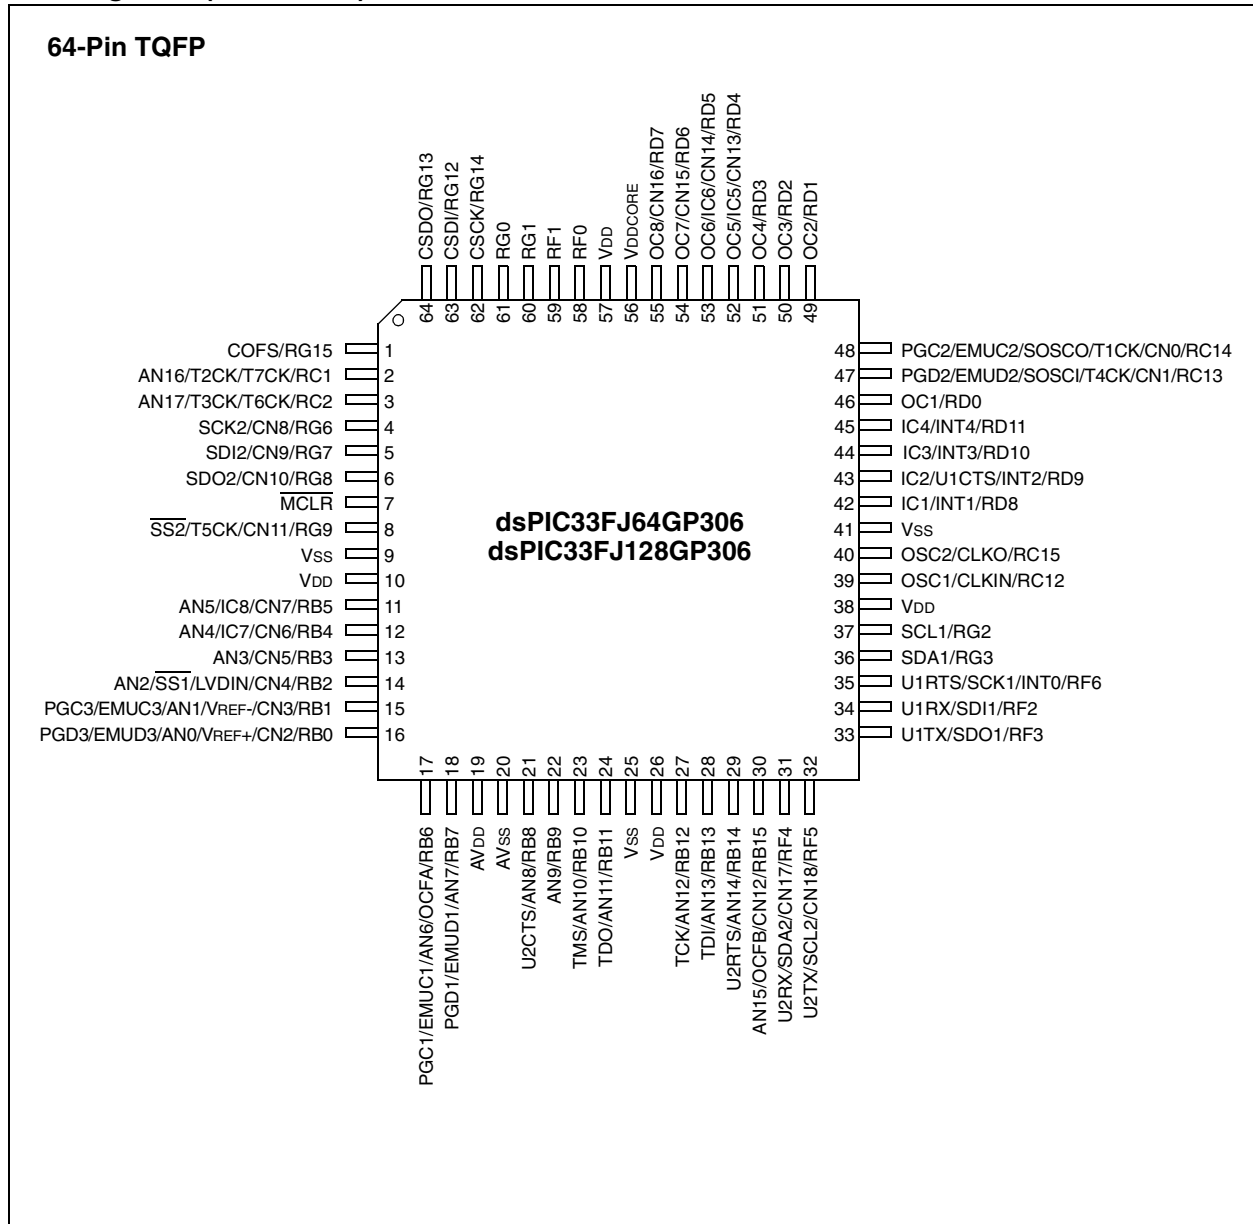 64-Pin TQFP
CSDO/RG13
CSDI/RG12
CSCK/RG14
RG0
RG1
RF1
RF0
VDD
VDDCORE
OC8/CN16/RD7
OC7/CN15/RD6
OC6/IC6/CN14/RD5
OC5/IC5/CN13/RD4
OC4/RD3
OC3/RD2
OC2/RD1
64
63
62
61
60
59
58
57
56
55
54
53
52
51
50
49
COFS/RG15 1
AN16/T2CK/T7CK/RC1 2
AN17/T3CK/T6CK/RC2 3
SCK2/CN8/RG6 4
SDI2/CN9/RG7 5
SDO2/CN10/RG8 6
MCLR 7
SS2/T5CK/CN11/RG9 8
VSS 9
VDD 10
AN5/IC8/CN7/RB5 11
AN4/IC7/CN6/RB4 12
AN3/CN5/RB3 13
AN2/SS1/LVDIN/CN4/RB2 14
PGC3/EMUC3/AN1/VREF-/CN3/RB1 15
PGD3/EMUD3/AN0/VREF+/CN2/RB0 16
dsPIC33FJ64GP306
dsPIC33FJ128GP306
48 PGC2/EMUC2/SOSCO/T1CK/CN0/RC14
47 PGD2/EMUD2/SOSCI/T4CK/CN1/RC13
46 OC1/RD0
45 IC4/INT4/RD11
44 IC3/INT3/RD10
43 IC2/U1CTS/INT2/RD9
42 IC1/INT1/RD8
41 VSS
40 OSC2/CLKO/RC15
39 OSC1/CLKIN/RC12
38 VDD
37 SCL1/RG2
36 SDA1/RG3
35 U1RTS/SCK1/INT0/RF6
34 U1RX/SDI1/RF2
33 U1TX/SDO1/RF3
17
18
19
20
21
22
23
24
25
26
27
28
29
30
31
32
PGC1/EMUC1/AN6/OCFA/RB6
PGD1/EMUD1/AN7/RB7
AVDD
AVSS
U2CTS/AN8/RB8
AN9/RB9
TMS/AN10/RB10
TDO/AN11/RB11
VSS
VDD
TCK/AN12/RB12
TDI/AN13/RB13
U2RTS/AN14/RB14
AN15/OCFB/CN12/RB15
U2RX/SDA2/CN17/RF4
U2TX/SCL2/CN18/RF5